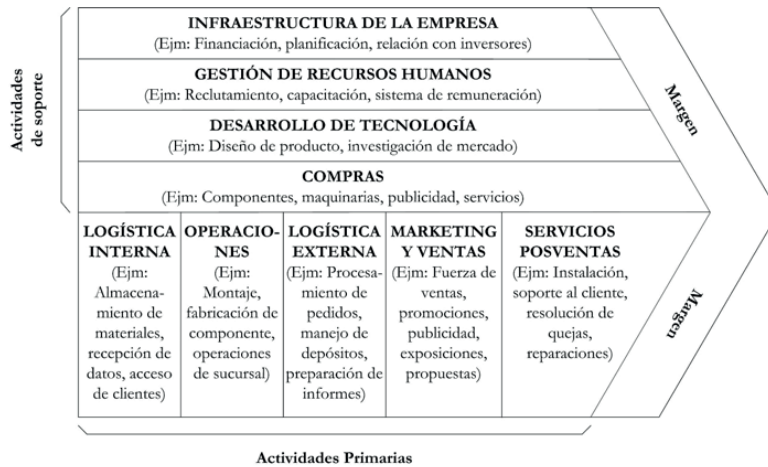 Actividades
de soporte
INFRAESTRUCTURA DE LA EMPRESA
(Ejm: Financiación, planificación, relación con inversores)
GESTIÓN DE RECURSOS HUMANOS
(Ejm: Reclutamiento, capacitación, sistema de remuneración)
DESARROLLO DE TECNOLOGÍA
(Ejm: Diseño de producto, investigación de mercado)
COMPRAS
(Ejm: Componentes, maquinarias, publicidad, servicios)
Margen
LOGÍSTICA
INTERNA
(Ejm:
Almacena-
miento de
materiales,
recepción de
datos, acceso
de clientes)
OPERACIO-
NES
(Ejm:
Montaje,
fabricación de
componente,
operaciones
de sucursal)
LOGÍSTICA
EXTERNA
(Ejm: Procesa-
miento de
pedidos,
manejo de
depósitos,
preparación de
informes)
MARKETING
Y VENTAS
(Ejm: Fuerza de
ventas,
promociones,
publicidad,
exposiciones,
propuestas)
SERVICIOS
POSVENTAS
(Ejm: Instalación,
soporte al cliente,
resolución de
quejas,
reparaciones)
Margen
Actividades Primarias